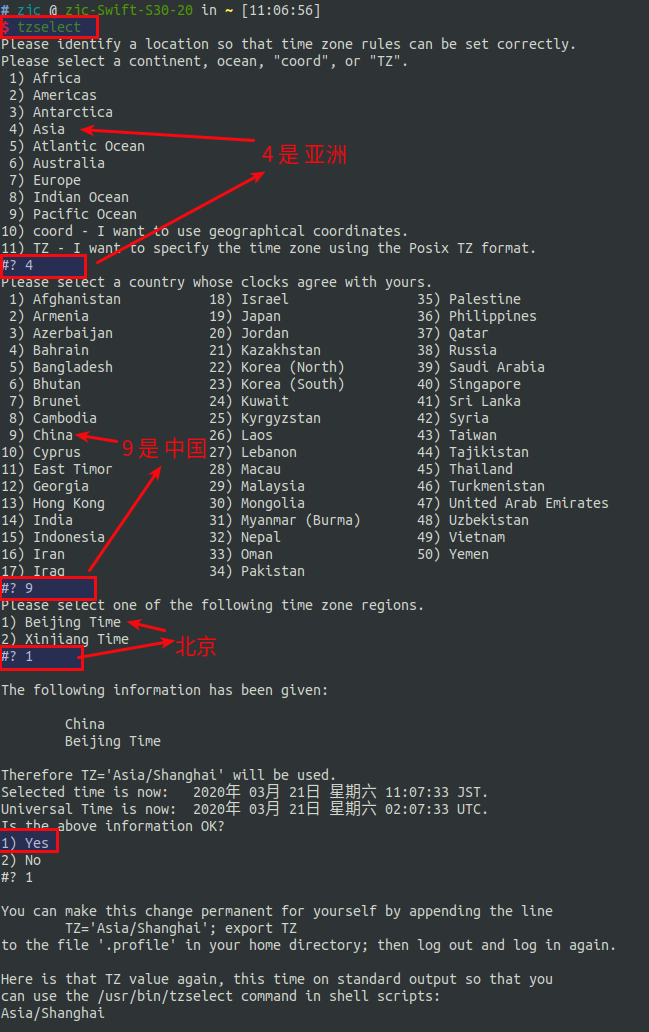 # zjc @ zjc-Swift-S30-20 in ~ [11:06:56]
$ tzselect
Please identify a location so that time zone rules can be set correctly.
Please select a continent, ocean, "coord", or "TZ".
1) Africa
2) Americas
3) Antarctica
4) Asia
5) Atlantic Ocean
4 是 亚洲
6) Australia
7) Europe
8) Indian Ocean
9) Pacific Ocean
10) coord - I want to use geographical coordinates.
11) TZ - I want to specify the time zone using the Posix TZ format.
#? 4
Please select a country whose clocks agree with yours.
1) Afghanistan 18) Israel 35) Palestine
2) Armenia 19) Japan 36) Philippines
3) Azerbaijan 20) Jordan 37) Qatar
4) Bahrain 21) Kazakhstan 38) Russia
5) Bangladesh 22) Korea (North) 39) Saudi Arabia
6) Bhutan 23) Korea (South) 40) Singapore
7) Brunei 24) Kuwait 41) Sri Lanka
8) Cambodia 25) Kyrgyzstan 42) Syria
9) China 26) Laos 43) Taiwan
9 是 中国
10) Cyprus 27) Lebanon 44) Tajikistan
11) East Timor 28) Macau 45) Thailand
12) Georgia 29) Malaysia 46) Turkmenistan
13) Hong Kong 30) Mongolia 47) United Arab Emirates
14) India 31) Myanmar (Burma) 48) Uzbekistan
15) Indonesia 32) Nepal 49) Vietnam
16) Iran 33) Oman 50) Yemen
17) Iraq 34) Pakistan
#? 9
Please select one of the following time zone regions.
1) Beijing Time
2) Xinjiang Time
北京
#? 1
The following information has been given:
China
Beijing Time
Therefore TZ='Asia/Shanghai' will be used.
Selected time is now: 2020年 03月 21日 星期六 11:07:33 JST.
Universal Time is now: 2020年 03月 21日 星期六 02:07:33 UTC.
Is the above information OK?
1) Yes
2) No
#? 1
You can make this change permanent for yourself by appending the line
TZ='Asia/Shanghai'; export TZ
to the file '.profile' in your home directory; then log out and log in again.
Here is that TZ value again, this time on standard output so that you
can use the /usr/bin/tzselect command in shell scripts:
Asia/Shanghai